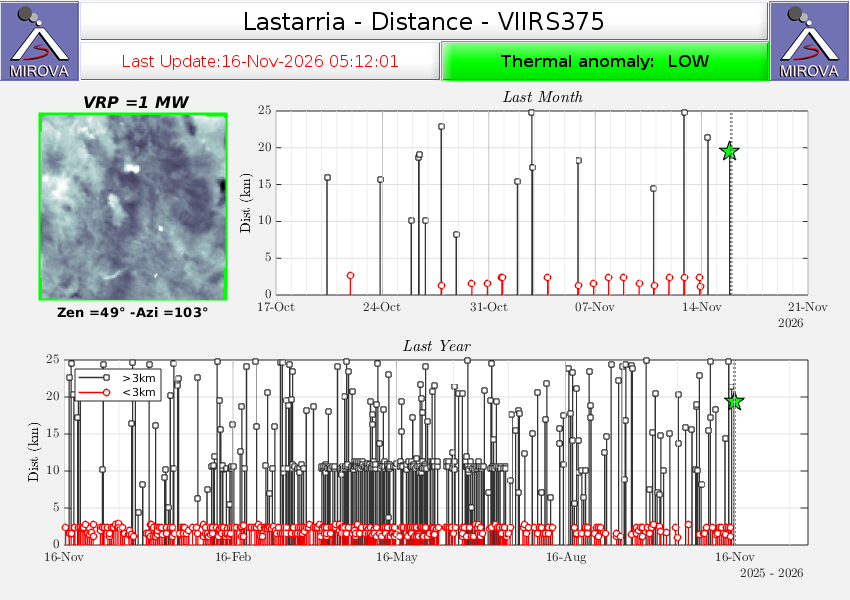 MIROVA
Lastarria - Distance - VIIRS375
MIROVA
Last Update:16-Nov-2026 05:12:01
Thermal anomaly: LOW
VRP =1 MW
Zen =49° -Azi =103°
Last Month
Dist (km)
25
20
15
10
5
0
17-Oct
24-Oct
31-Oct
07-Nov
14-Nov
21-Nov
2026
Last Year
Dist (km)
25
20
15
10
5
0
>3km
<3km
16-Nov
16-Feb
16-May
16-Aug
16-Nov
2025 - 2026